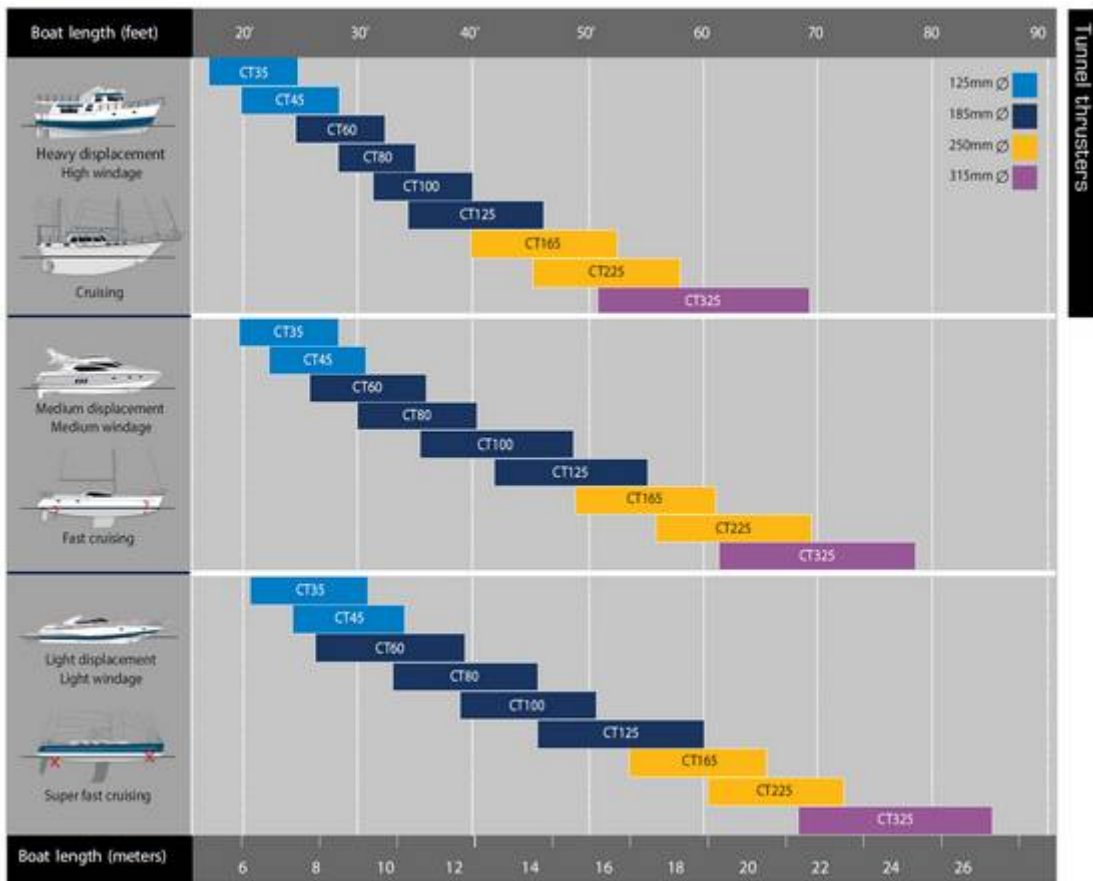 Boat length (feet) 20' 30' 40' 50' 60 70 80 90
Tunnel thrusters
125mm Ø
185mm Ø
250mm Ø
315mm Ø
Heavy displacement
High windage
Cruising
CT35
CT45
CT60
CT80
CT100
CT125
CT165
CT225
CT325
Medium displacement
Medium windage
Fast cruising
CT35
CT45
CT60
CT80
CT100
CT125
CT165
CT225
CT325
Light displacement
Light windage
Super fast cruising
CT35
CT45
CT60
CT80
CT100
CT125
CT165
CT225
CT325
Boat length (meters) 6 8 10 12 14 16 18 20 22 24 26